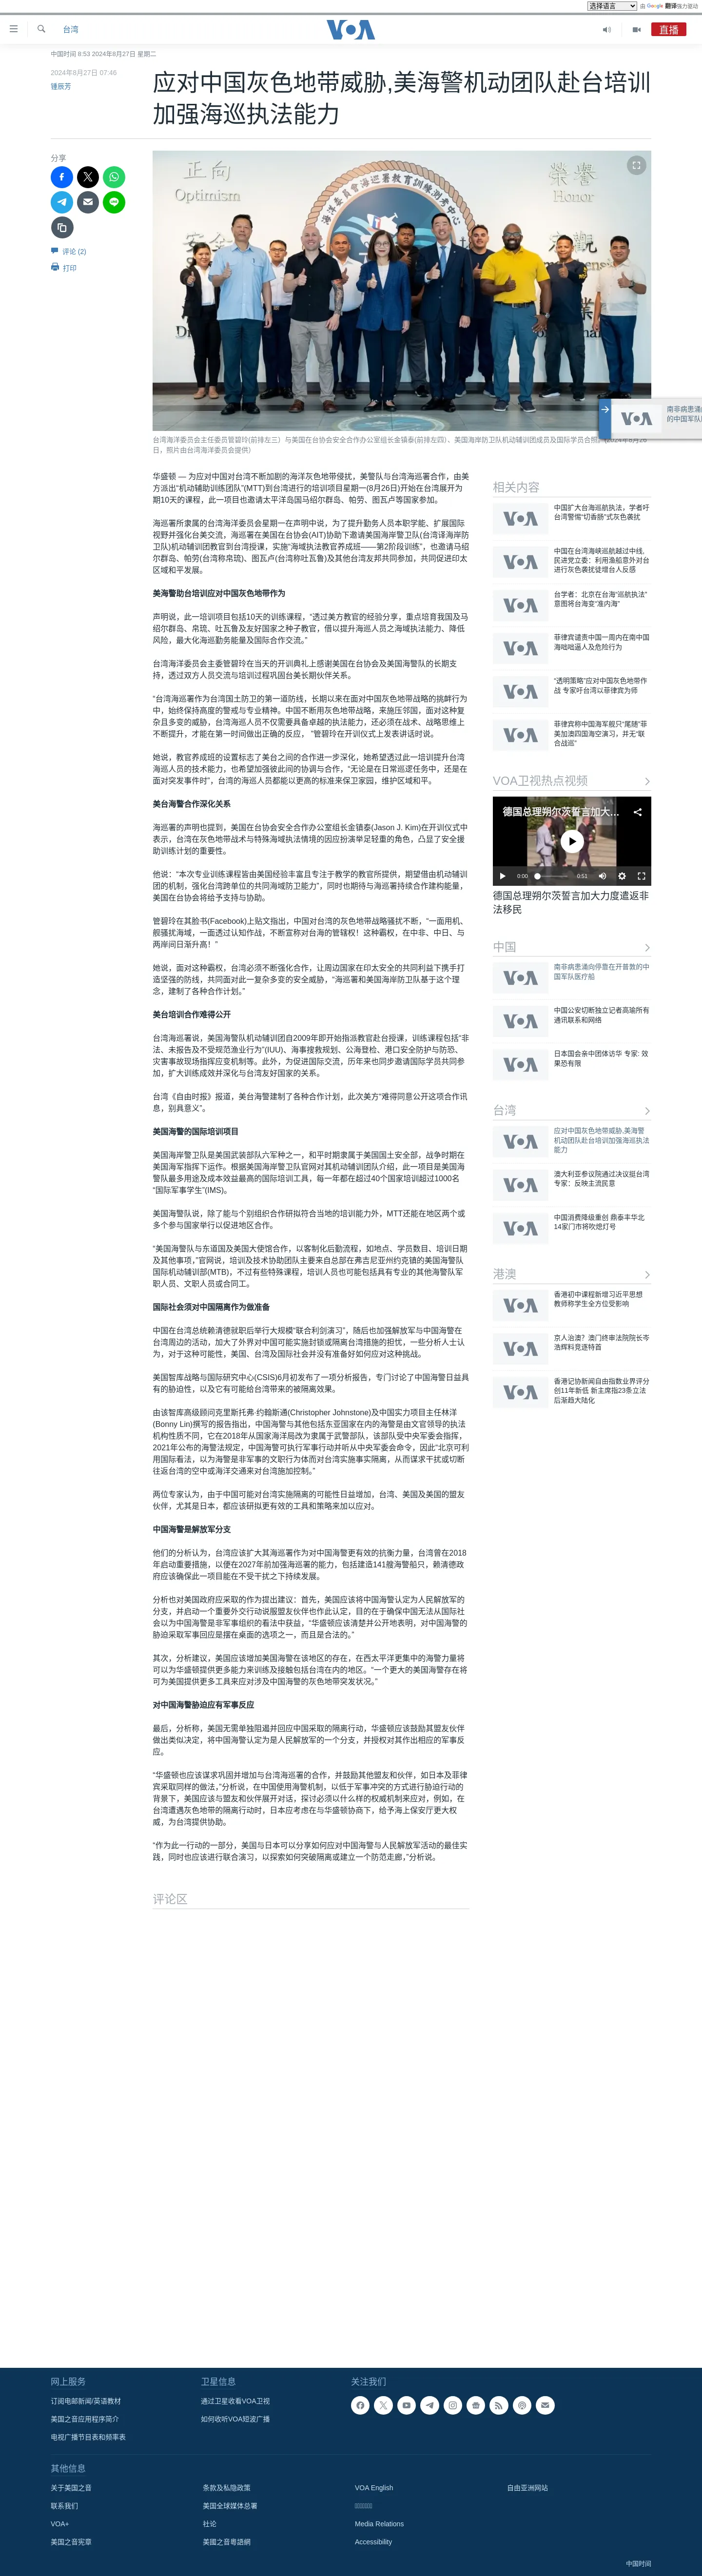 选择语言 由 Google 翻译强力驱动
台湾
VOA
直播
中国时间 8:53 2024年8月27日 星期二
2024年8月27日 07:46
锺辰芳
应对中国灰色地带威胁,美海警机动团队赴台培训
加强海巡执法能力
分享
评论 (2)
打印
正向
Optimism
海洋委員會海巡署教育訓練測考中心
榮譽
Honor
台湾海洋委员会主任委员管碧玲(前排左三）与美国在台协会安全合作办公室组长金镇泰(前排左四)、美国海岸防卫队机动辅训团成员及国际学员合照。(2024年8月26
日，照片由台湾海洋委员会提供）
南非病患涌
的中国军队
华盛顿 — 为应对中国对台湾不断加剧的海洋灰色地带侵扰，美警队与台湾海巡署合作，由美
方派出“机动辅助训练团队”(MTT)到台湾进行的培训项目星期一(8月26日)开始在台湾展开为
期10天的课程，此一项目也邀请太平洋岛国马绍尔群岛、帕劳、图瓦卢等国家参加。
海巡署所隶属的台湾海洋委员会星期一在声明中说，为了提升勤务人员本职学能、扩展国际
视野并强化台美交流，海巡署在美国在台协会(AIT)协助下邀请美国海岸警卫队(台湾译海岸防
卫队)机动辅训团教官到台湾授课，实施“海域执法教官养成班——第2阶段训练”，也邀请马绍
尔群岛、帕劳(台湾称帛琉)、图瓦卢(台湾称吐瓦鲁)及其他台湾友邦共同参加，共同促进印太
区域和平发展。
美海警助台培训应对中国灰色地带作为
声明说，此一培训项目包括10天的训练课程，“透过美方教官的经验分享，重点培育我国及马
绍尔群岛、帛琉、吐瓦鲁及友好国家之种子教官，借以提升海巡人员之海域执法能力、降低
风险，最大化海巡勤务能量及国际合作交流。”
台湾海洋委员会主委管碧玲在当天的开训典礼上感谢美国在台协会及美国海警队的长期支
持，透过双方人员交流与培训过程巩固台美长期伙伴关系。
“台湾海巡署作为台湾国土防卫的第一道防线，长期以来在面对中国灰色地带战略的挑衅行为
中，始终保持高度的警戒与专业精神。中国不断用灰色地带战略，来施压邻国，面对这种复
杂且多变的威胁，台湾海巡人员不仅需要具备卓越的执法能力，还必须在战术、战略思维上
不断提升，才能在第一时间做出正确的反应， ”管碧玲在开训仪式上发表讲话时说。
她说，教官养成班的设置标志了美台之间的合作进一步深化，她希望透过此一培训提升台湾
海巡人员的技术能力，也希望加强彼此间的协调与合作，“无论是在日常巡逻任务中，还是在
面对突发事件时”，台湾的海巡人员都能以更高的标准来保卫家园，维护区域和平。
美台海警合作深化关系
海巡署的声明也提到，美国在台协会安全合作办公室组长金镇泰(Jason J. Kim)在开训仪式中
表示，台湾在灰色地带战术与特殊海域执法情境的因应扮演举足轻重的角色，凸显了安全援
助训练计划的重要性。
他说：“本次专业训练课程皆由美国经验丰富且专注于教学的教官所提供，期望借由机动辅训
团的机制，强化台湾跨单位的共同海域防卫能力”，同时也期待与海巡署持续合作建构能量，
美国在台协会将给予支持与协助。
管碧玲在其脸书(Facebook)上贴文指出，中国对台湾的灰色地带战略骚扰不断，“一面用机、
舰骚扰海域，一面透过认知作战，不断宣称对台海的管辖权！这种霸权，在中非、中日、与
两岸间日渐升高！”
她说，面对这种霸权，台湾必须不断强化合作，让周边国家在印太安全的共同利益下携手打
造坚强的防线，共同面对此一复杂多变的安全威胁，“海巡署和美国海岸防卫队基于这个理
念，建制了各种合作计划。”
美台培训合作难得公开
台湾海巡署说，美国海警队机动辅训团自2009年即开始指派教官赴台授课，训练课程包括“非
法、未报告及不受规范渔业行为”(IUU)、海事搜救规划、公海登检、港口安全防护与防恐、
灾害事故现场指挥应变机制等。此外，为促进国际交流，历年来也同步邀请国际学员共同参
加，扩大训练成效并深化与台湾友好国家的关系。
台湾《自由时报》报道，美台海警建制了各种合作计划，此次美方“难得同意公开这项合作讯
息，别具意义”。
美国海警的国际培训项目
美国海岸警卫队是美国武装部队六军种之一，和平时期隶属于美国国土安全部，战争时期在
美国海军指挥下运作。根据美国海岸警卫队官网对其机动辅训团队介绍，此一项目是美国海
警队最多用途及成本效益最高的国际培训工具，每一年都在超过40个国家培训超过1000名
“国际军事学生”(IMS)。
美国海警队说，除了能与个别组织合作研拟符合当地的培训能力外，MTT还能在地区两个或
多个参与国家举行以促进地区合作。
“美国海警队与东道国及美国大使馆合作，以客制化后勤流程，如地点、学员数目、培训日期
及其他事项，”官网说，培训及技术协助团队主要来自总部在弗吉尼亚州约克镇的美国海警队
国际机动辅训部(MTB)，不过有些特殊课程，培训人员也可能包括具有专业的其他海警队军
职人员、文职人员或合同工。
国际社会须对中国隔离作为做准备
中国在台湾总统赖清德就职后举行大规模“联合利剑演习”，随后也加强解放军与中国海警在
台湾周边的活动，加大了外界对中国可能实施封锁或隔离台湾措施的担忧，一些分析人士认
为，对于这种可能性，美国、台湾及国际社会并没有准备好如何应对这种挑战。
美国智库战略与国际研究中心(CSIS)6月初发布了一项分析报告，专门讨论了中国海警日益具
有的胁迫性，以及它有可能给台湾带来的被隔离效果。
由该智库高级顾问克里斯托弗·约翰斯通(Christopher Johnstone)及中国实力项目主任林洋
(Bonny Lin)撰写的报告指出，中国海警与其他包括东亚国家在内的海警是由文官领导的执法
机构性质不同，它在2018年从国家海洋局改为隶属于武警部队，该部队受中央军委会指挥，
2021年公布的海警法规定，中国海警可执行军事行动并听从中央军委会命令，因此“北京可利
用国际看法，以为海警是非军事的文职行为体而对台湾实施事实隔离，从而谋求干扰或切断
往返台湾的空中或海洋交通来对台湾施加控制。”
两位专家认为，由于中国可能对台湾实施隔离的可能性日益增加，台湾、美国及美国的盟友
伙伴，尤其是日本，都应该研拟更有效的工具和策略来加以应对。
中国海警是解放军分支
他们的分析认为，台湾应该扩大其海巡署作为对中国海警更有效的抗衡力量，台湾曾在2018
年启动重要措施，以便在2027年前加强海巡署的能力，包括建造141艘海警船只，赖清德政
府应该确保此一项目能在不受干扰之下持续发展。
分析也对美国政府应采取的作为提出建议：首先，美国应该将中国海警认定为人民解放军的
分支，并启动一个重要外交行动说服盟友伙伴也作此认定，目的在于确保中国无法从国际社
会以为中国海警是非军事组织的看法中获益，“华盛顿应该清楚并公开地表明，对中国海警的
胁迫采取军事回应是摆在桌面的选项之一，而且是合法的。”
其次，分析建议，美国应该增加美国海警在该地区的存在，在西太平洋更集中的海警力量将
可以为华盛顿提供更多能力来训练及接触包括台湾在内的地区。“一个更大的美国海警存在将
可为美国提供更多工具来应对涉及中国海警的灰色地带突发状况。”
对中国海警胁迫应有军事反应
最后，分析称，美国无需单独阻遏并回应中国采取的隔离行动，华盛顿应该鼓励其盟友伙伴
做出类似决定，将中国海警认定为是人民解放军的一个分支，并授权对其作出相应的军事反
应。
“华盛顿也应该谋求巩固并增加与台湾海巡署的合作，并鼓励其他盟友和伙伴，如日本及菲律
宾采取同样的做法，”分析说，在中国使用海警机制，以低于军事冲突的方式进行胁迫行动的
背景下，美国应该与盟友和伙伴展开对话，探讨必须以什么样的权威机制来应对，例如，在
台湾遭遇灰色地带的隔离行动时，日本应考虑在与华盛顿协商下，给予海上保安厅更大权
威，为台湾提供协助。
“作为此一行动的一部分，美国与日本可以分享如何应对中国海警与人民解放军活动的最佳实
践，同时也应该进行联合演习，以探索如何突破隔离或建立一个防范走廊，”分析说。
评论区
相关内容
中国扩大台海巡航执法，学者吁
台湾警惕“切香肠”式灰色袭扰
中国在台湾海峡巡航越过中线,
民进党立委：利用渔船意外对台
进行灰色袭扰徒增台人反感
台学者：北京在台海“巡航执法”
意图将台海变“准内海”
菲律宾谴责中国一周内在南中国
海咄咄逼人及危险行为
“透明策略”应对中国灰色地带作
战 专家吁台湾以菲律宾为师
菲律宾称中国海军舰只“尾随”菲
美加澳四国海空演习，并无“联
合战巡”
VOA卫视热点视频
德国总理朔尔茨誓言加大...
0:00
0:51
德国总理朔尔茨誓言加大力度遣返非
法移民
中国
南非病患涌向停靠在开普敦的中
国军队医疗船
中国公安切断独立记者高瑜所有
通讯联系和网络
日本国会亲中团体访华 专家: 效
果恐有限
台湾
应对中国灰色地带威胁,美海警
机动团队赴台培训加强海巡执法
能力
澳大利亚参议院通过决议挺台湾
专家：反映主流民意
中国消费降级重创 鼎泰丰华北
14家门市将吹熄灯号
港澳
香港初中课程新增习近平思想
教师称学生全方位受影响
京人治澳？澳门终审法院院长岑
浩辉料竞逐特首
香港记协新闻自由指数业界评分
创11年新低 新主席指23条立法
后渐趋大陆化
网上服务
订阅电邮新闻/英语教材
美国之音应用程序简介
电视广播节目表和频率表
卫星信息
通过卫星收看VOA卫视
如何收听VOA短波广播
关注我们
其他信息
关于美国之音
联系我们
VOA+
美国之音宪章
条款及私隐政策
美国全球媒体总署
社论
美國之音粵語網
VOA English
Media Relations
Accessibility
自由亚洲网站
中国时间